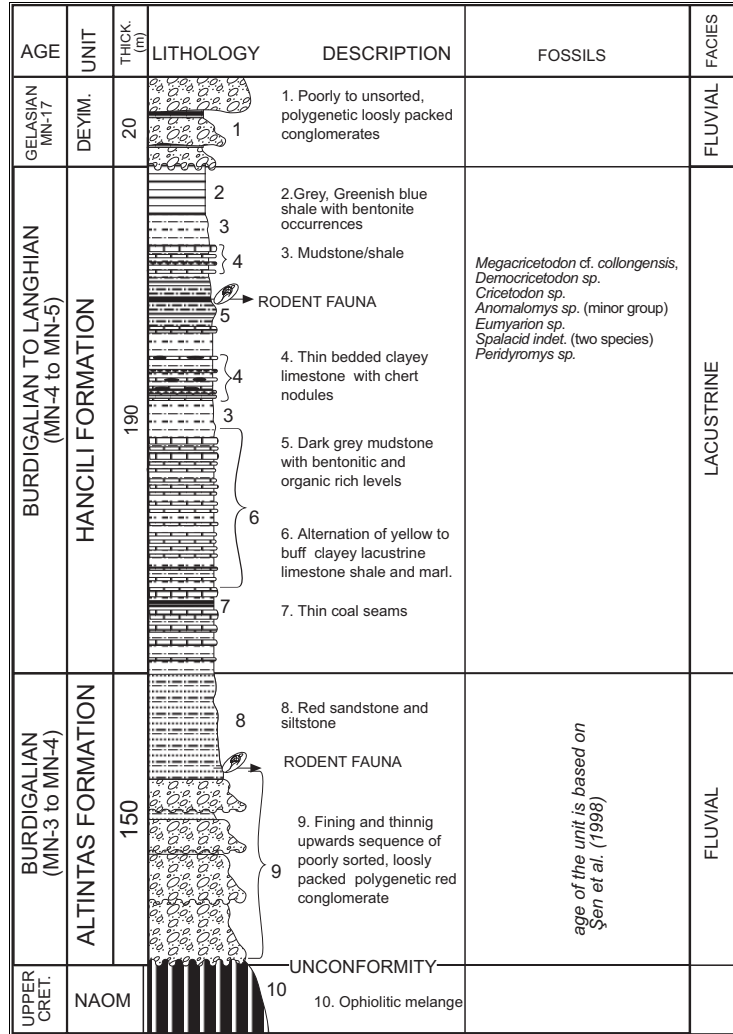 AGE
UNIT
THICK.
(m)
LITHOLOGY
DESCRIPTION
FOSSILS
FACIES
GELASIAN
MN-17
DEYIM.
20
1
1. Poorly to unsorted,
polygenetic loosly packed
conglomerates
FLUVIAL
BURDIGALIAN TO LANGHIAN
(MN-4 to MN-5)
HANCILI FORMATION
190
2
3
4
5
4
3
6
7
2.Grey, Greenish blue
shale with bentonite
occurrences
3. Mudstone/shale
RODENT FAUNA
4. Thin bedded clayey
limestone with chert
nodules
5. Dark grey mudstone
with bentonitic and
organic rich levels
6. Alternation of yellow to
buff clayey lacustrine
limestone shale and marl.
7. Thin coal seams
Megacricetodon cf. collongensis,
Democricetodon sp.
Cricetodon sp.
Anomalomys sp. (minor group)
Eumyarion sp.
Spalacid indet. (two species)
Peridyromys sp.
LACUSTRINE
BURDIGALIAN
(MN-3 to MN-4)
ALTINTAS FORMATION
150
8
9
8. Red sandstone and
siltstone
RODENT FAUNA
9. Fining and thinnig
upwards sequence of
poorly sorted, loosly
packed polygenetic red
conglomerate
age of the unit is based on
Şen et al. (1998)
FLUVIAL
UNCONFORMITY
UPPER
CRET.
NAOM
10
10. Ophiolitic melange